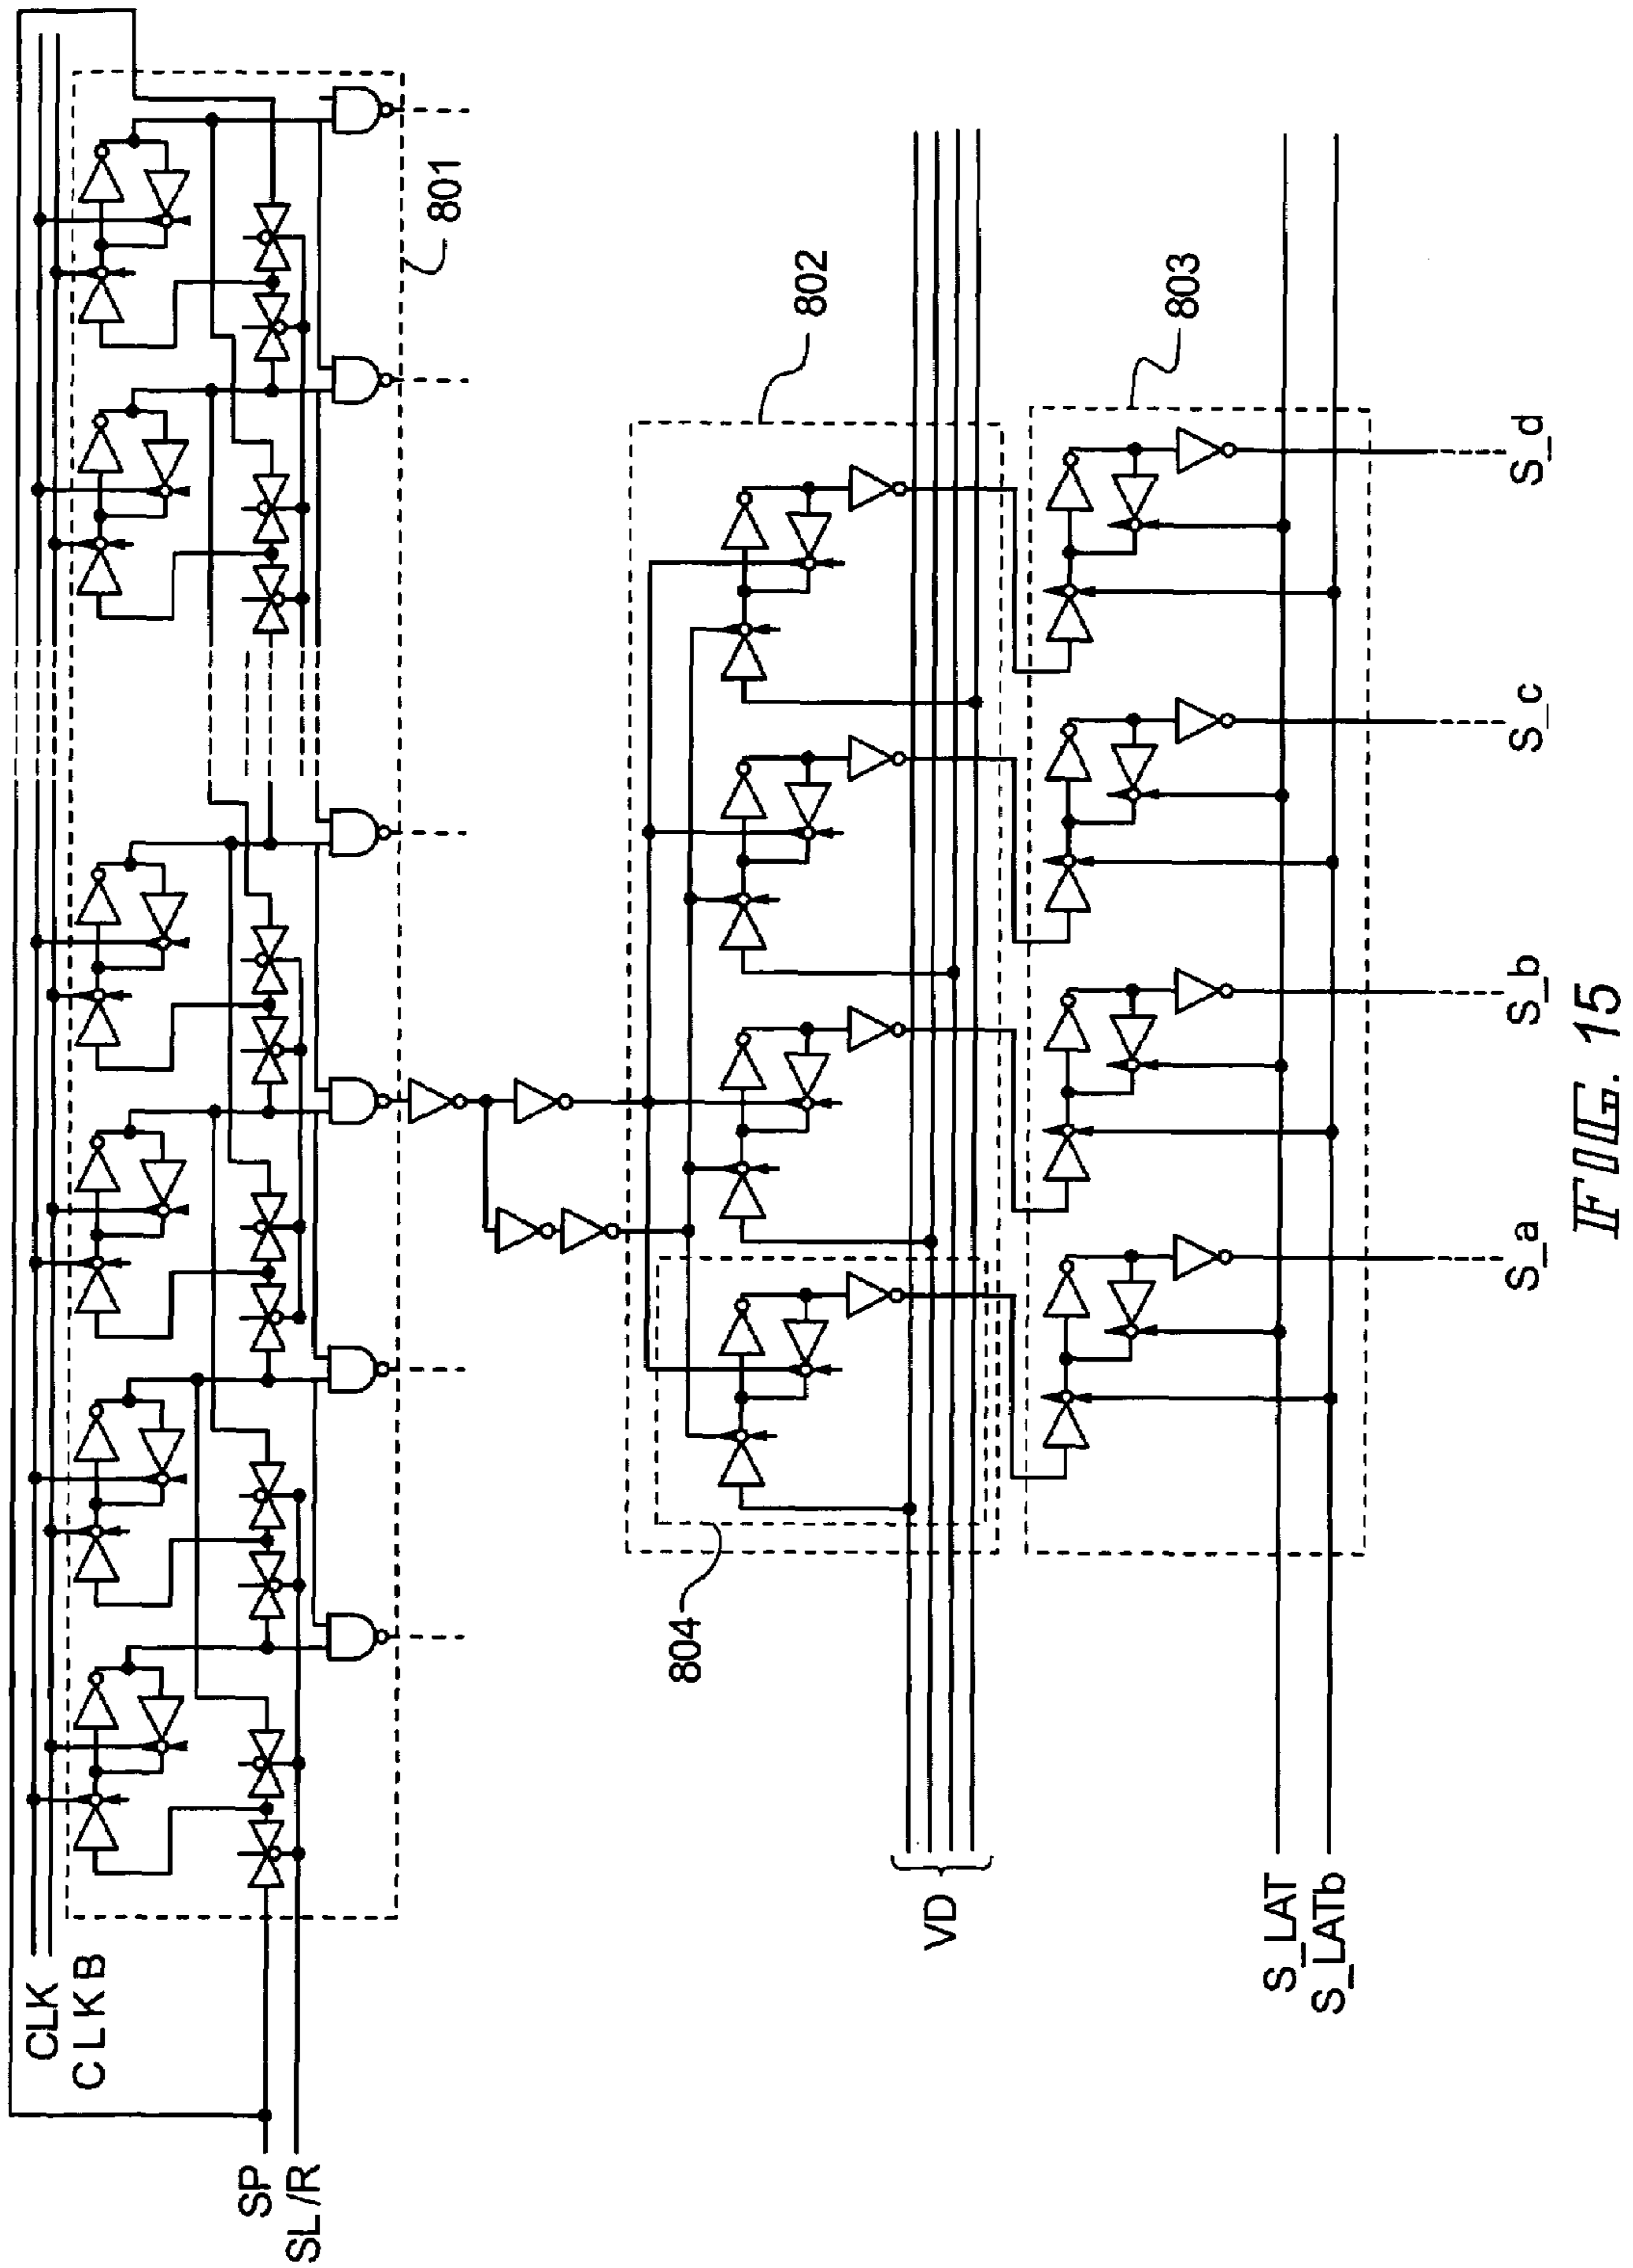 CLK
CLKB
SP
SL/R
801
802
803
804
VD
S_LAT
S_LATb
S_a
S_b
S_c
S_d
FIG. 15